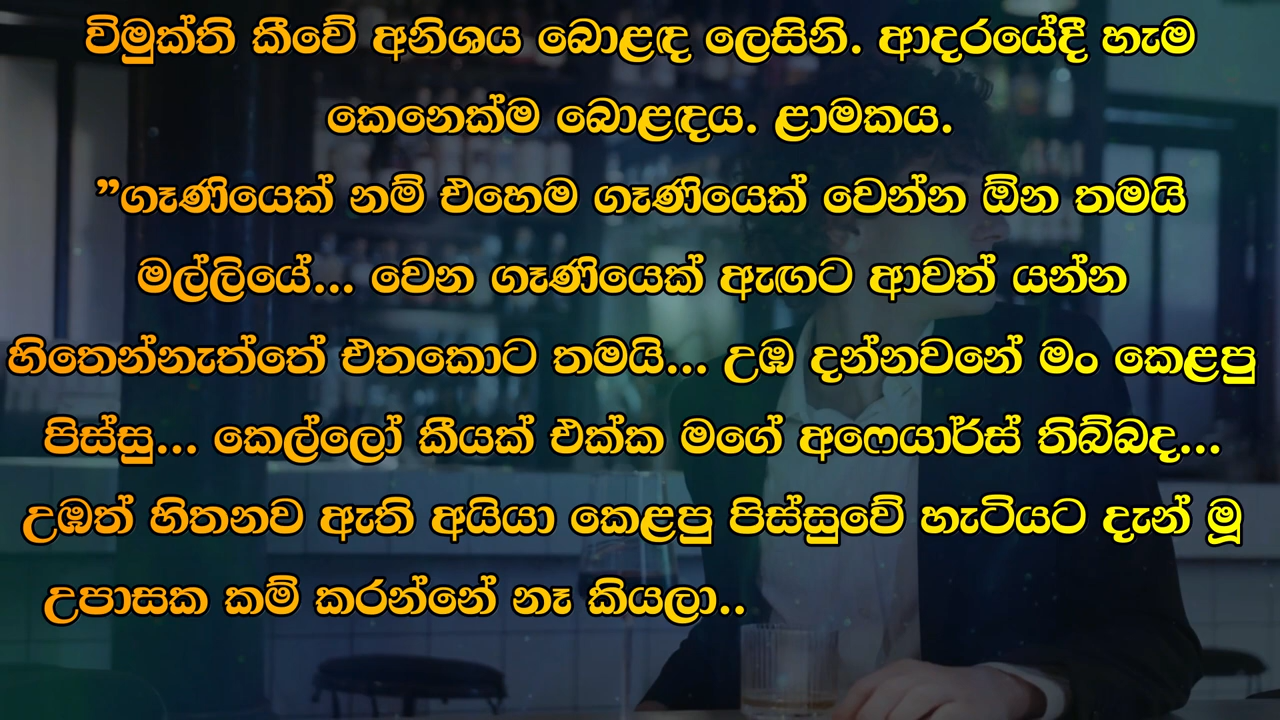 විමුක්ති කීවේ අනිශය බොළඳ ලෙසිනි. ආදරයේදී හැම
කෙනෙක්ම බොළඳය. ළාමකය.
”ගෑණියෙක් නම් එහෙම ගෑණියෙක් වෙන්න ඕන තමයි
මල්ලියේ... වෙන ගෑණියෙක් ඇඟට ආවත් යන්න
හිතෙන්නැත්තේ එතකොට තමයි... උඹ දන්නවනේ මං කෙළපු
පිස්සු... කෙල්ලෝ කීයක් එක්ක මගේ අෆෙයාර්ස් තිබ්බද...
උඹත් හිතනව ඇති අයියා කෙළපු පිස්සුවේ හැටියට දැන් මූ
උපාසක කම් කරන්නේ නෑ කියලා..